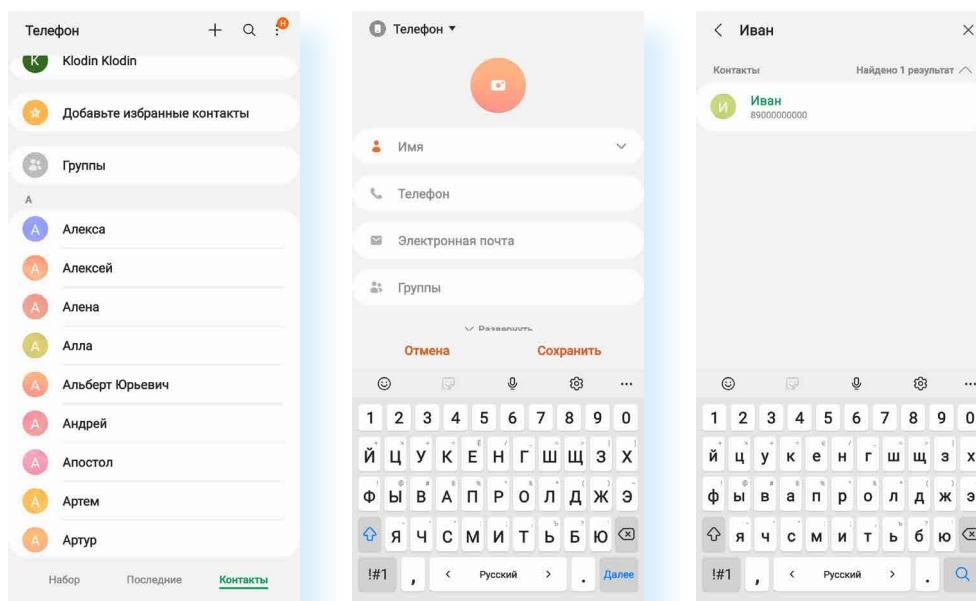 Телефон
Н
К
Klodin Klodin
Добавьте избранные контакты
Группы
А
А Алекса
А Алексей
А Алена
А Алла
А Альберт Юрьевич
А Андрей
А Апостол
А Артем
А Артур
Набор Последние Контакты
Телефон
Имя
Телефон
Электронная почта
Группы
Развернуть
Отмена Сохранить
1 2 3 4 5 6 7 8 9 0
Й Ц У К Е Н Г Ш Щ З Х
Ф Ы В А П Р О Л Д Ж Э
Я Ч С М И Т Ь Б Ю
!#1 , < Русский > . Далее
Иван
Контакты Найдено 1 результат
И Иван
89000000000
1 2 3 4 5 6 7 8 9 0
й ц у к е н г ш щ з х
ф ы в а п р о л д ж э
я ч с м и т ь б ю
!#1 , < Русский > .